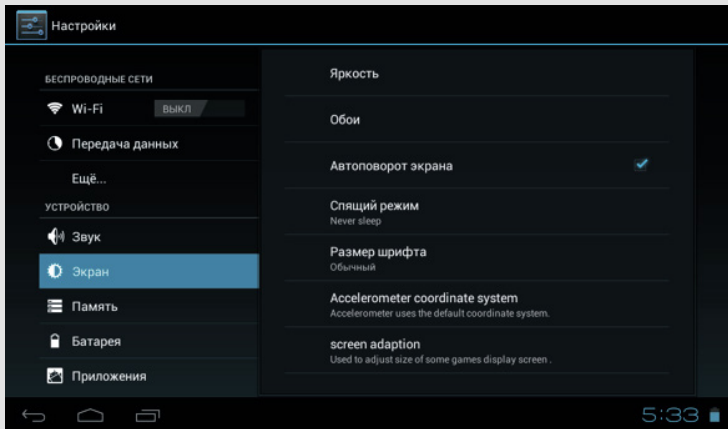 Настройки
БЕСПРОВОДНЫЕ СЕТИ
Wi-Fi ВЫКЛ
Передача данных
Ещё...
УСТРОЙСТВО
Звук
Экран
Память
Батарея
Приложения
Яркость
Обои
Автоповорот экрана
Спящий режим
Never sleep
Размер шрифта
Обычный
Accelerometer coordinate system
Accelerometer uses the default coordinate system.
screen adaption
Used to adjust size of some games display screen .
5:33